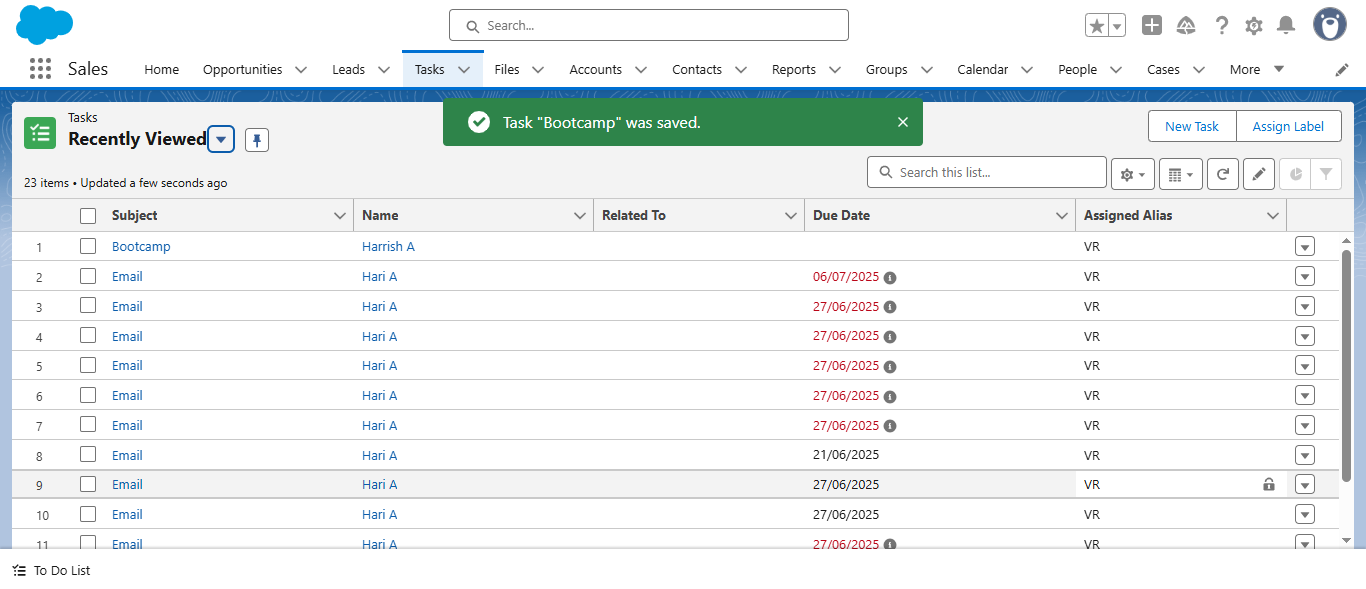 Search...
Sales
Home
Opportunities
Leads
Tasks
Files
Accounts
Contacts
Reports
Groups
Calendar
People
Cases
More
Tasks
Recently Viewed
Task "Bootcamp" was saved.
New Task
Assign Label
23 items • Updated a few seconds ago
Search this list...
Subject Name Related To Due Date Assigned Alias
1 Bootcamp Harrish A VR
2 Email Hari A 06/07/2025 VR
3 Email Hari A 27/06/2025 VR
4 Email Hari A 27/06/2025 VR
5 Email Hari A 27/06/2025 VR
6 Email Hari A 27/06/2025 VR
7 Email Hari A 27/06/2025 VR
8 Email Hari A 21/06/2025 VR
9 Email Hari A 27/06/2025 VR
10 Email Hari A 27/06/2025 VR
11 Email Hari A 27/06/2025 VR
To Do List